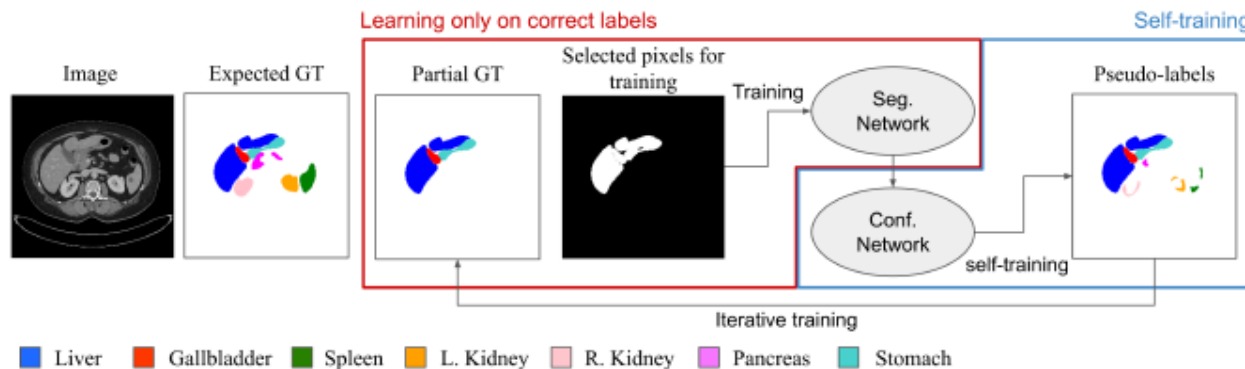 Learning only on correct labels
Self-training
Image
Expected GT
Partial GT
Selected pixels for
training
Training
Seg.
Network
Pseudo-labels
Conf.
Network
self-training
Iterative training
Liver
Gallbladder
Spleen
L. Kidney
R. Kidney
Pancreas
Stomach